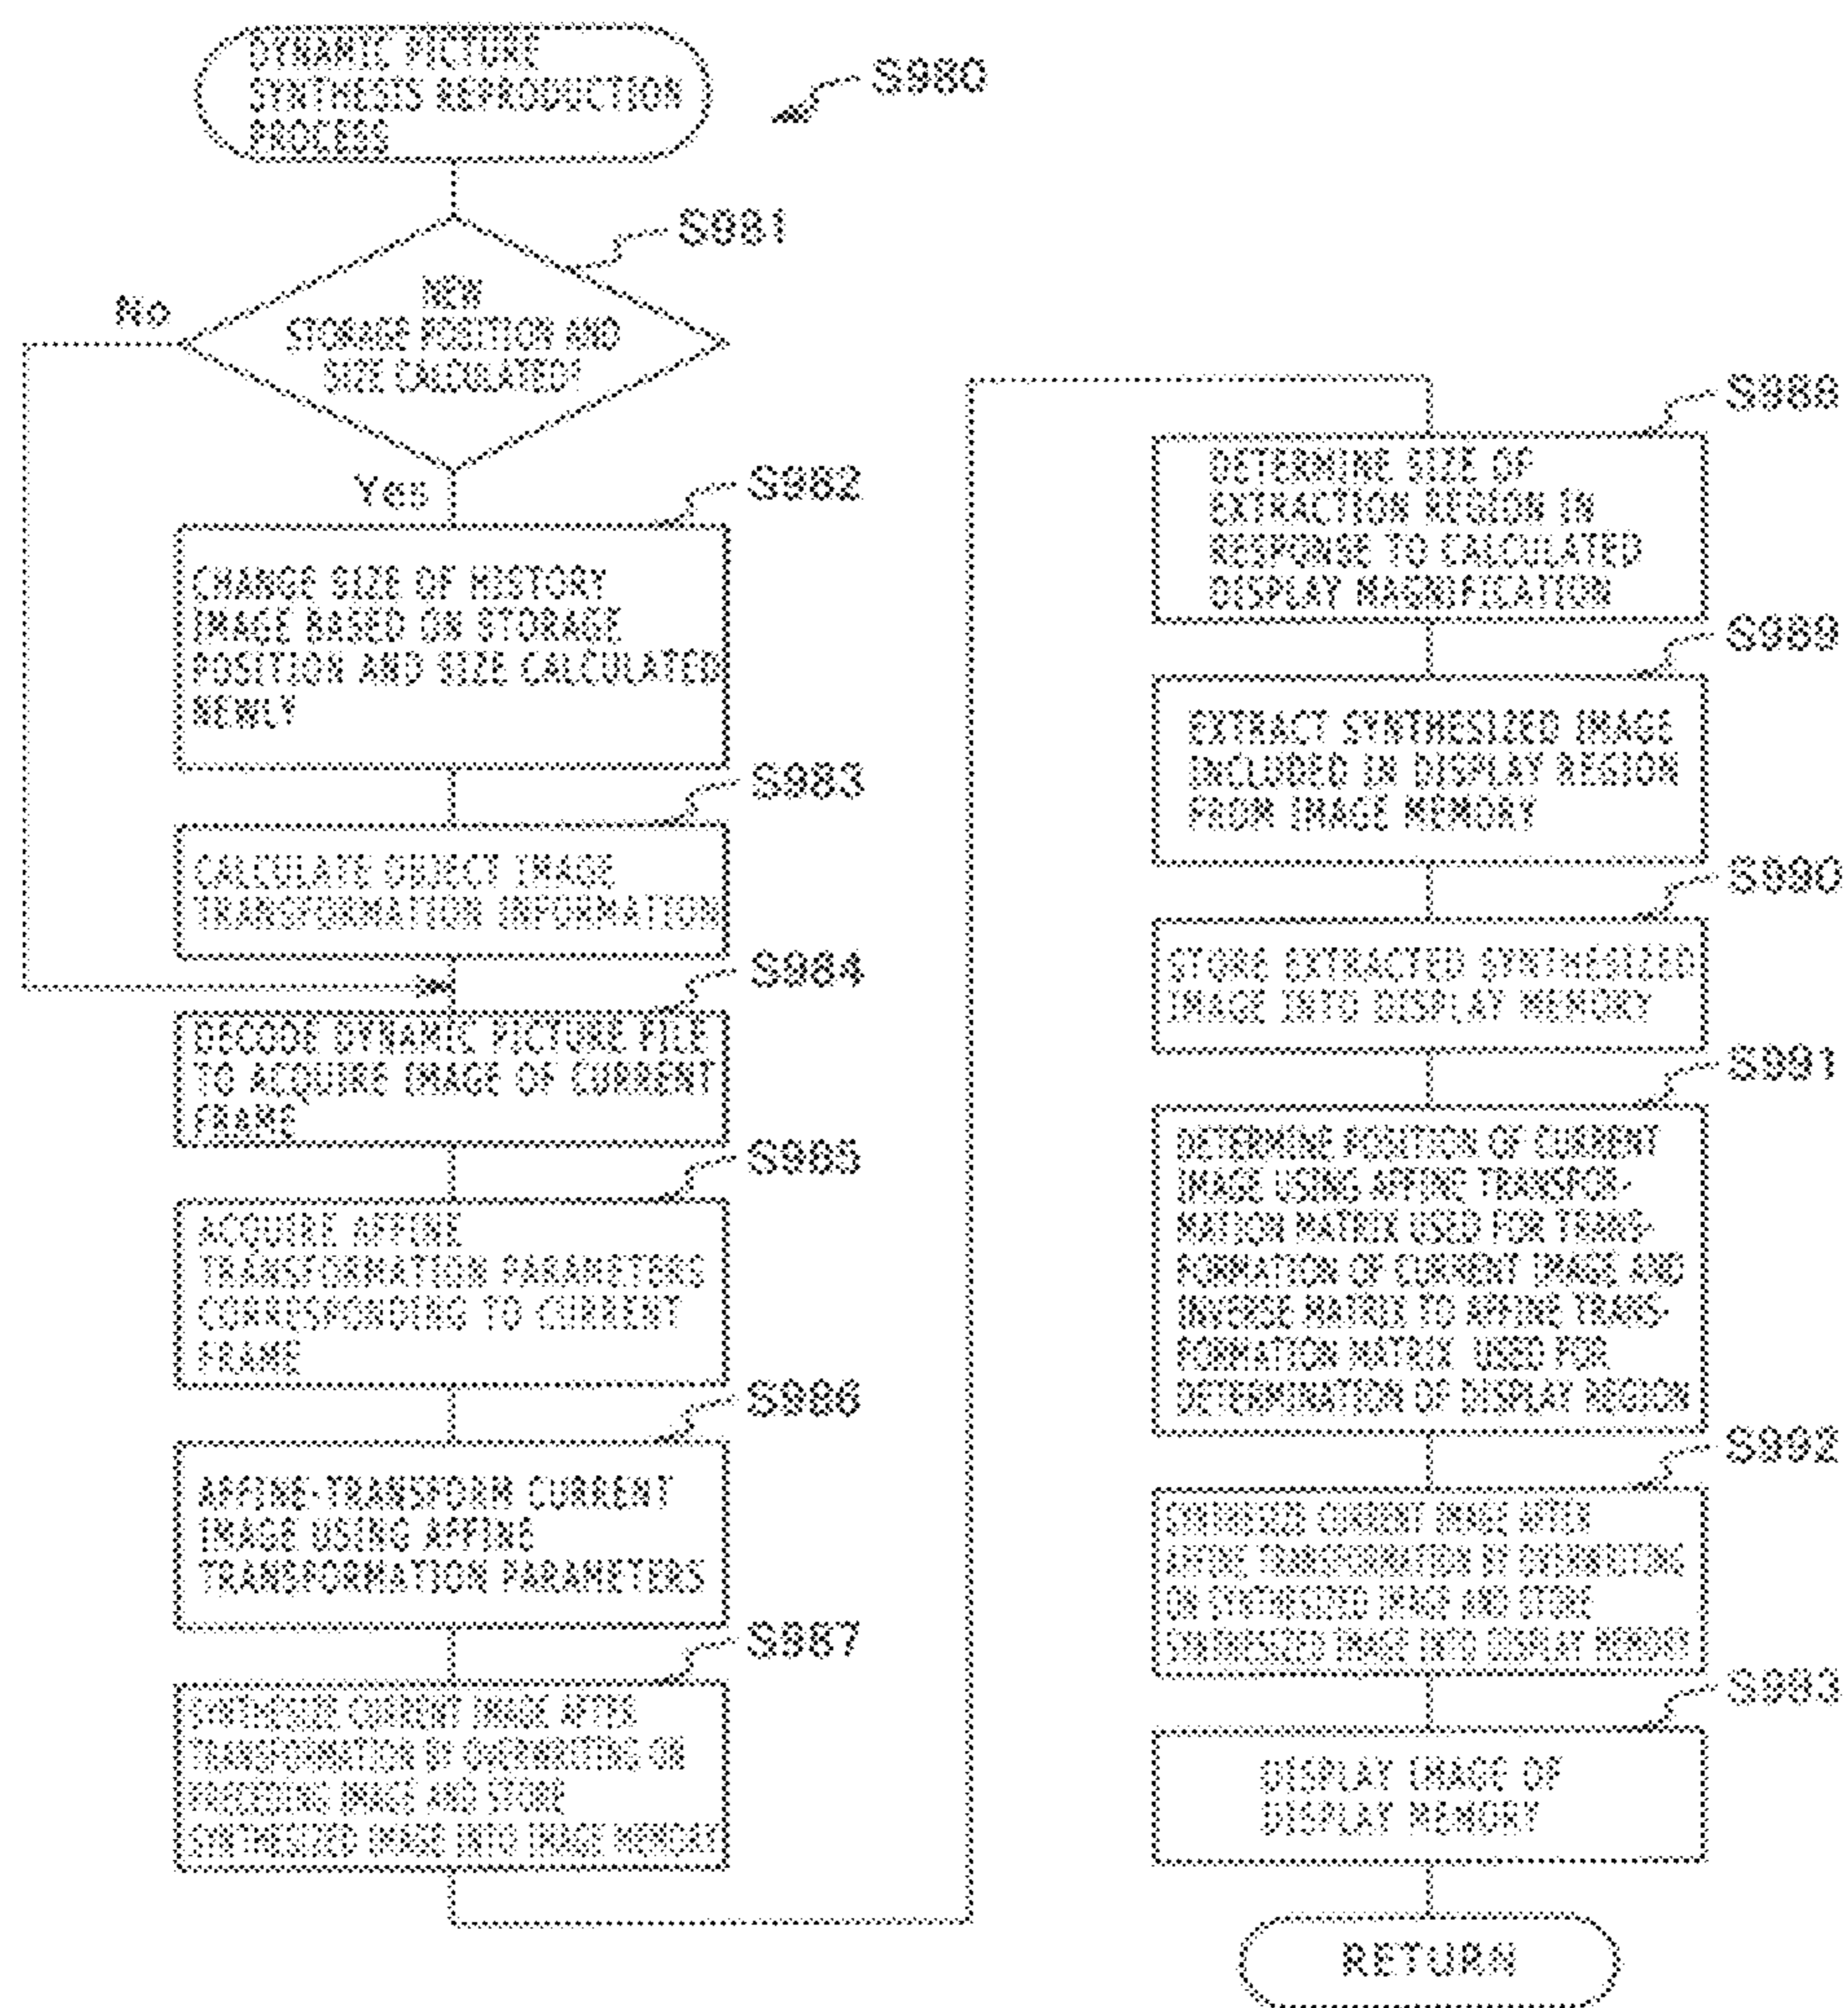 DYNAMIC PICTURE
SYNTHESIS REPRODUCTION
PROCESS
S980
S981
NEW
STORAGE POSITION AND
SIZE CALCULATED?
No
Yes
S982
CHANGE SIZE OF HISTORY
IMAGE BASED ON STORAGE
POSITION AND SIZE CALCULATED
NEWLY
S983
CALCULATE OBJECT IMAGE
TRANSFORMATION INFORMATION
S984
DECODE DYNAMIC PICTURE FILE
TO ACQUIRE IMAGE OF CURRENT
FRAME
S985
ACQUIRE AFFINE
TRANSFORMATION PARAMETERS
CORRESPONDING TO CURRENT
FRAME
S986
AFFINE-TRANSFORM CURRENT
IMAGE USING AFFINE
TRANSFORMATION PARAMETERS
S987
SYNTHESIZE CURRENT IMAGE AFTER
TRANSFORMATION BY OVERWRITING ON
PRECEDING IMAGE AND STORE
SYNTHESIZED IMAGE INTO IMAGE MEMORY
S988
DETERMINE SIZE OF
EXTRACTION REGION IN
RESPONSE TO CALCULATED
DISPLAY MAGNIFICATION
S989
EXTRACT SYNTHESIZED IMAGE
INCLUDED IN DISPLAY REGION
FROM IMAGE MEMORY
S990
STORE EXTRACTED SYNTHESIZED
IMAGE INTO DISPLAY MEMORY
S991
DETERMINE POSITION OF CURRENT
IMAGE USING AFFINE TRANSFOR-
MATION MATRIX USED FOR TRANS-
FORMATION OF CURRENT IMAGE AND
INVERSE MATRIX TO AFFINE TRANS-
FORMATION MATRIX USED FOR
DETERMINATION OF DISPLAY REGION
S992
SYNTHESIZE CURRENT IMAGE AFTER
AFFINE TRANSFORMATION BY OVERWRITING
ON SYNTHESIZED IMAGE AND STORE
SYNTHESIZED IMAGE INTO DISPLAY MEMORY
S993
DISPLAY IMAGE OF
DISPLAY MEMORY
RETURN